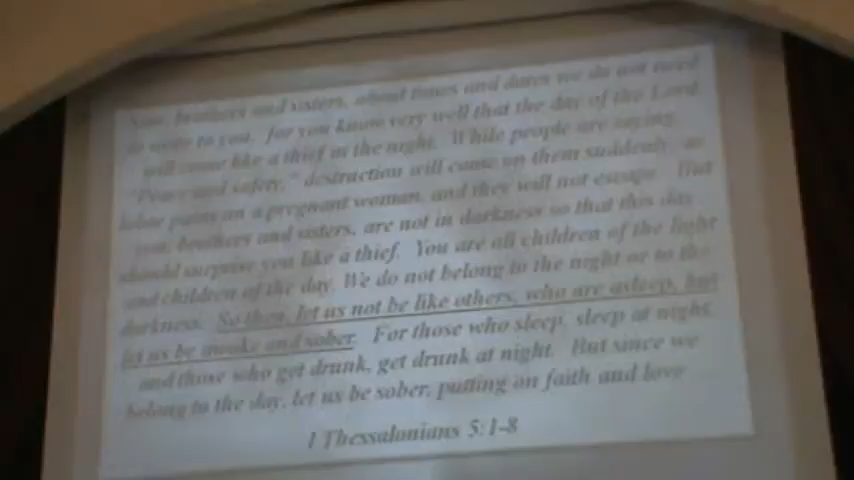 Now, brothers and sisters, about times and dates we do not need
to write to you, for you know very well that the day of the Lord
will come like a thief in the night. While people are saying,
"Peace and safety," destruction will come up them suddenly, as
labor pains on a pregnant woman, and they will not escape. But
you, brothers and sisters, are not in darkness so that this day
should surprise you like a thief. You are all children of the light
and children of the day. We do not belong to the night or to the
darkness. So then, let us not be like others, who are asleep, but
let us be awake and sober. For those who sleep, sleep at night,
and those who get drunk, get drunk at night. But since we
belong to the day, let us be sober, putting on faith and love
1 Thessalonians 5:1-8